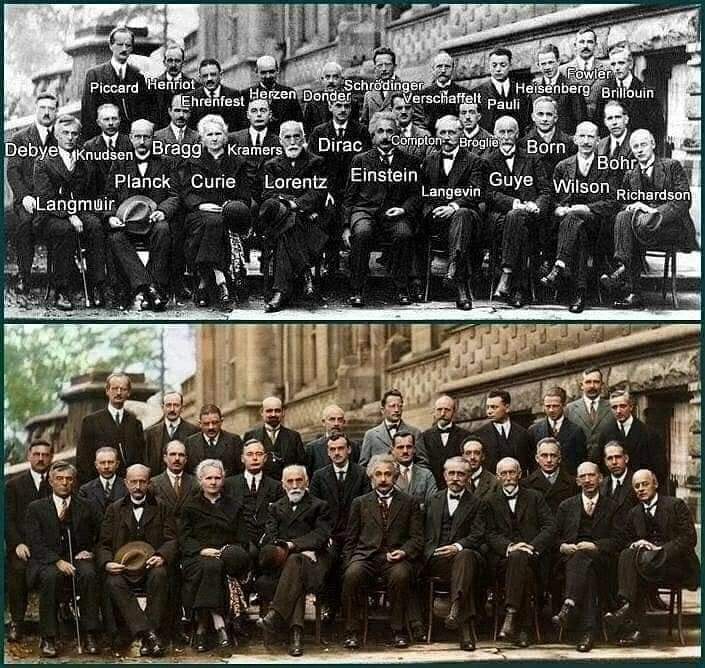 Piccard
Henriot
Ehrenfest
Herzen
Donder
Schrödinger
Verschaffelt
Pauli
Heisenberg
Fowler
Brillouin
Debye
Knudsen
Bragg
Kramers
Dirac
Compton
Broglie
Born
Bohr
Langmuir
Planck
Curie
Lorentz
Einstein
Langevin
Guye
Wilson
Richardson